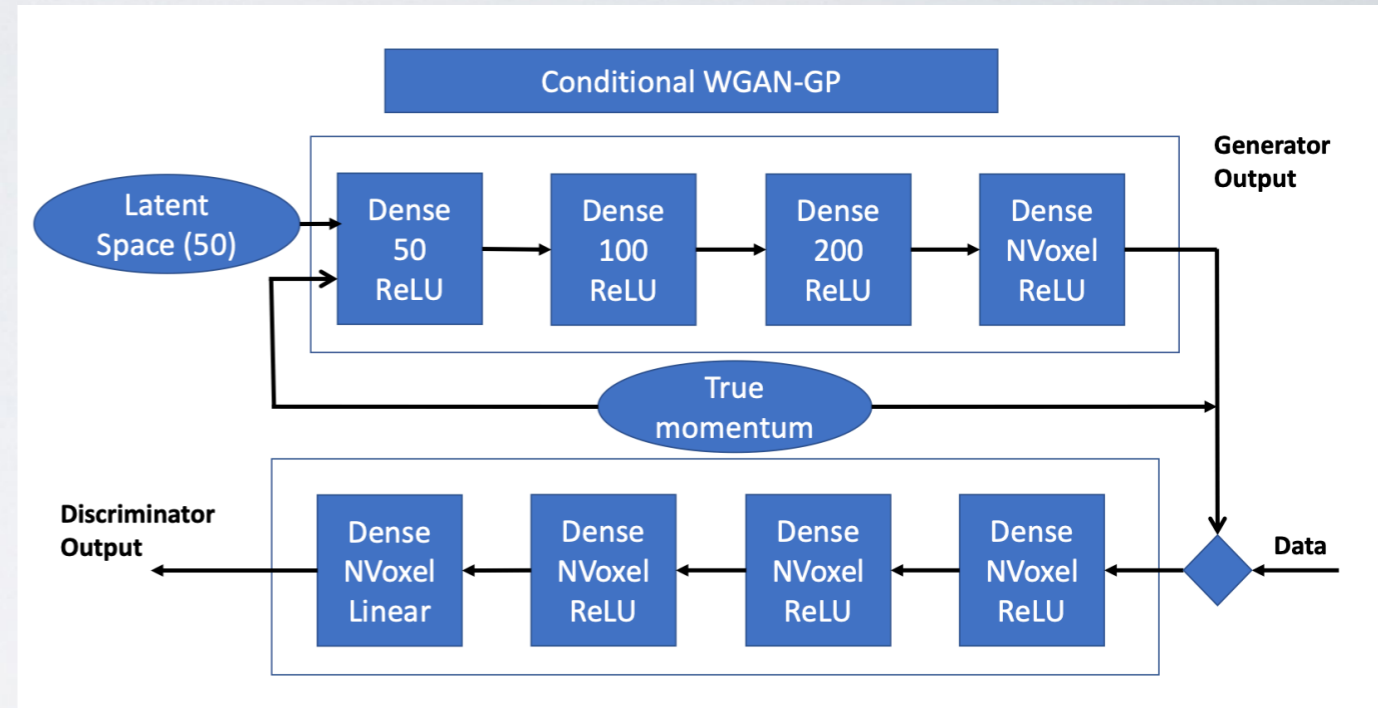 Conditional WGAN-GP
Generator
Output
Latent
Space (50)
Dense
50
ReLU
Dense
100
ReLU
Dense
200
ReLU
Dense
NVoxel
ReLU
True
momentum
Discriminator
Output
Dense
NVoxel
Linear
Dense
NVoxel
ReLU
Dense
NVoxel
ReLU
Dense
NVoxel
ReLU
Data